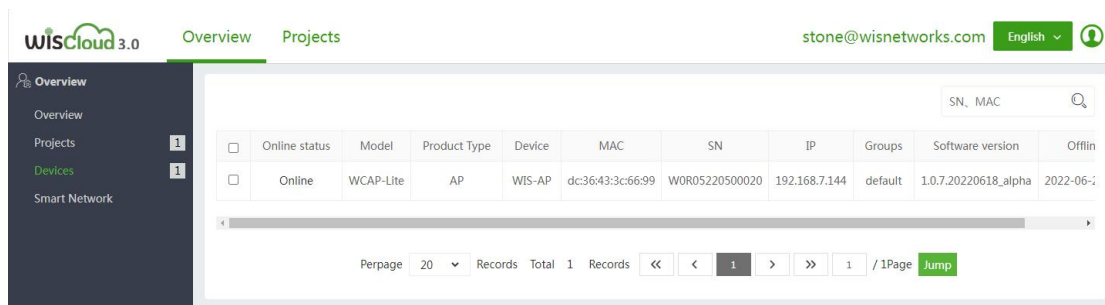 wiscloud 3.0 Overview Projects stone@wisnetworks.com English
Overview
Overview
Projects 1
Devices 1
Smart Network
SN、MAC
Online status Model Product Type Device MAC SN IP Groups Software version Offlin
Online WCAP-Lite AP WIS-AP dc:36:43:3c:66:99 W0R05220500020 192.168.7.144 default 1.0.7.20220618_alpha 2022-06-2
Perpage 20 Records Total 1 Records « < 1 > » 1 / 1Page Jump